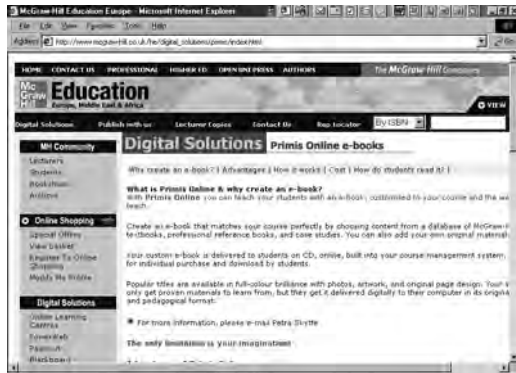 McGraw-Hill Education Europe - Microsoft Internet Explorer
File Edit View Favorites Tools Help
Address http://www.mcgraw-hill.co.uk/he/digital_solutions/primis/index.html
HOME CONTACT US PROFESSIONAL HIGHER ED OPEN UNI PRESS AUTHORS The McGraw Hill Companies
Mc Graw Hill Education
Europe, Middle East & Africa
VIEW
Digital Solutions Publish with us Lecturer Copies Contact Us Rep Locator By ISBN
MH Community
Lecturers
Students
Bookshops
Authors
Online Shopping
Special Offers
View Basket
Register To Online
Shopping
Modify My Profile
Digital Solutions
Online Learning
Centres
PowerWeb
PageOut
Blackboard
Digital Solutions Primis Online e-books
Why create an e-book? | Advantages | How it works | Cost | How do students read it? |
What is Primis Online & why create an e-book?
With Primis Online you can teach your students with an e-book, customised to your course and the wa
teach.
Create an e-book that matches your course perfectly by choosing content from a database of McGraw-H
textbooks, professional reference books, and case studies. You can also add your own original material
Your custom e-book is delivered to students on CD, online, built into your course management system,
for individual purchase and download by students.
Popular titles are available in full-colour brilliance with photos, artwork, and original page design. Your s
only get proven materials to learn from, but they get it delivered digitally to their computer in its origina
and pedagogical format.
For more information, please e-mail Petra Skytte
The only limitation is your imagination!